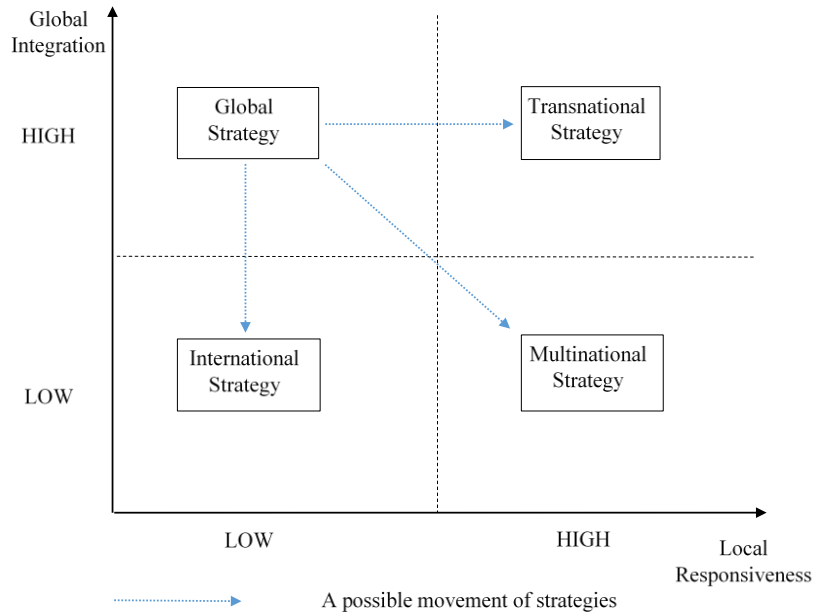 Global
Integration
HIGH
Global
Strategy
Transnational
Strategy
International
Strategy
Multinational
Strategy
LOW
LOW
HIGH
Local
Responsiveness
A possible movement of strategies